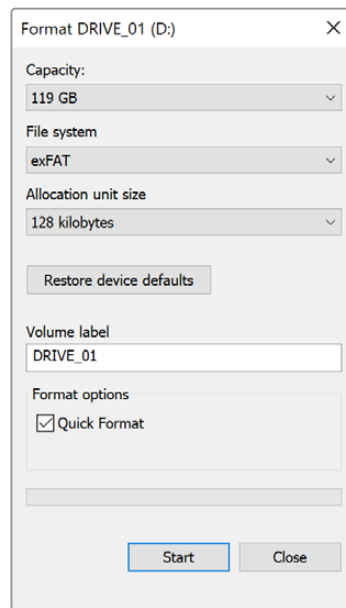 Format DRIVE_01 (D:)
Capacity:
119 GB
File system
exFAT
Allocation unit size
128 kilobytes
Restore device defaults
Volume label
DRIVE_01
Format options
Quick Format
Start Close